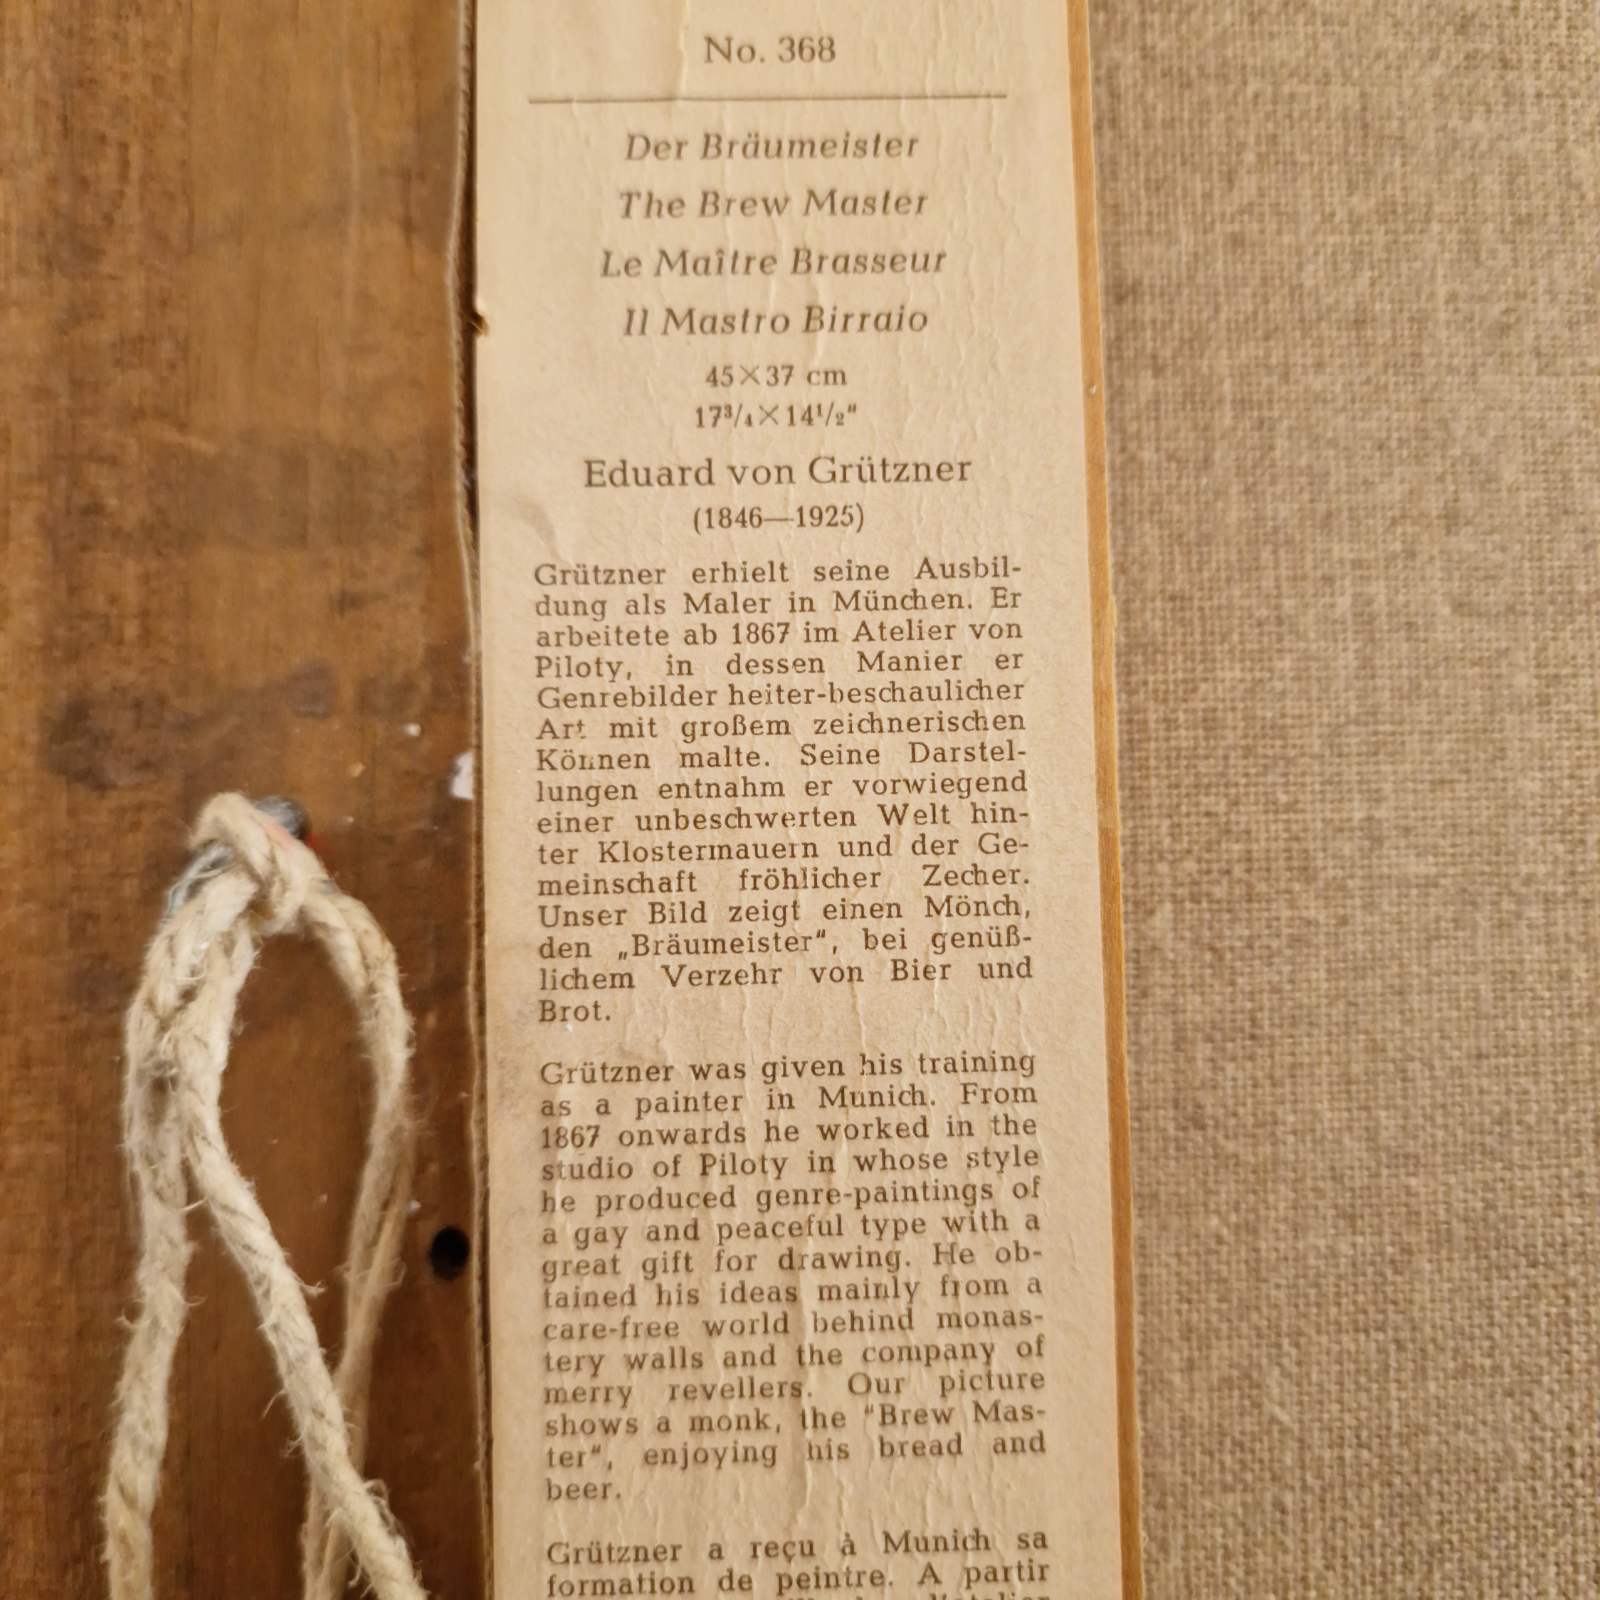 No. 368
Der Bräumeister
The Brew Master
Le Maître Brasseur
Il Mastro Birraio
45×37 cm
17³/₄×14¹/₂"
Eduard von Grützner
(1846—1925)
Grützner erhielt seine Ausbil-
dung als Maler in München. Er
arbeitete ab 1867 im Atelier von
Piloty, in dessen Manier er
Genrebilder heiter-beschaulicher
Art mit großem zeichnerischen
Können malte. Seine Darstel-
lungen entnahm er vorwiegend
einer unbeschwerten Welt hin-
ter Klostermauern und der Ge-
meinschaft fröhlicher Zecher.
Unser Bild zeigt einen Mönch,
den „Bräumeister“, bei genüß-
lichem Verzehr von Bier und
Brot.
Grützner was given his training
as a painter in Munich. From
1867 onwards he worked in the
studio of Piloty in whose style
he produced genre-paintings of
a gay and peaceful type with a
great gift for drawing. He ob-
tained his ideas mainly from a
care-free world behind monas-
tery walls and the company of
merry revellers. Our picture
shows a monk, the "Brew Mas-
ter", enjoying his bread and
beer.
Grützner a reçu à Munich sa
formation de peintre. A partir